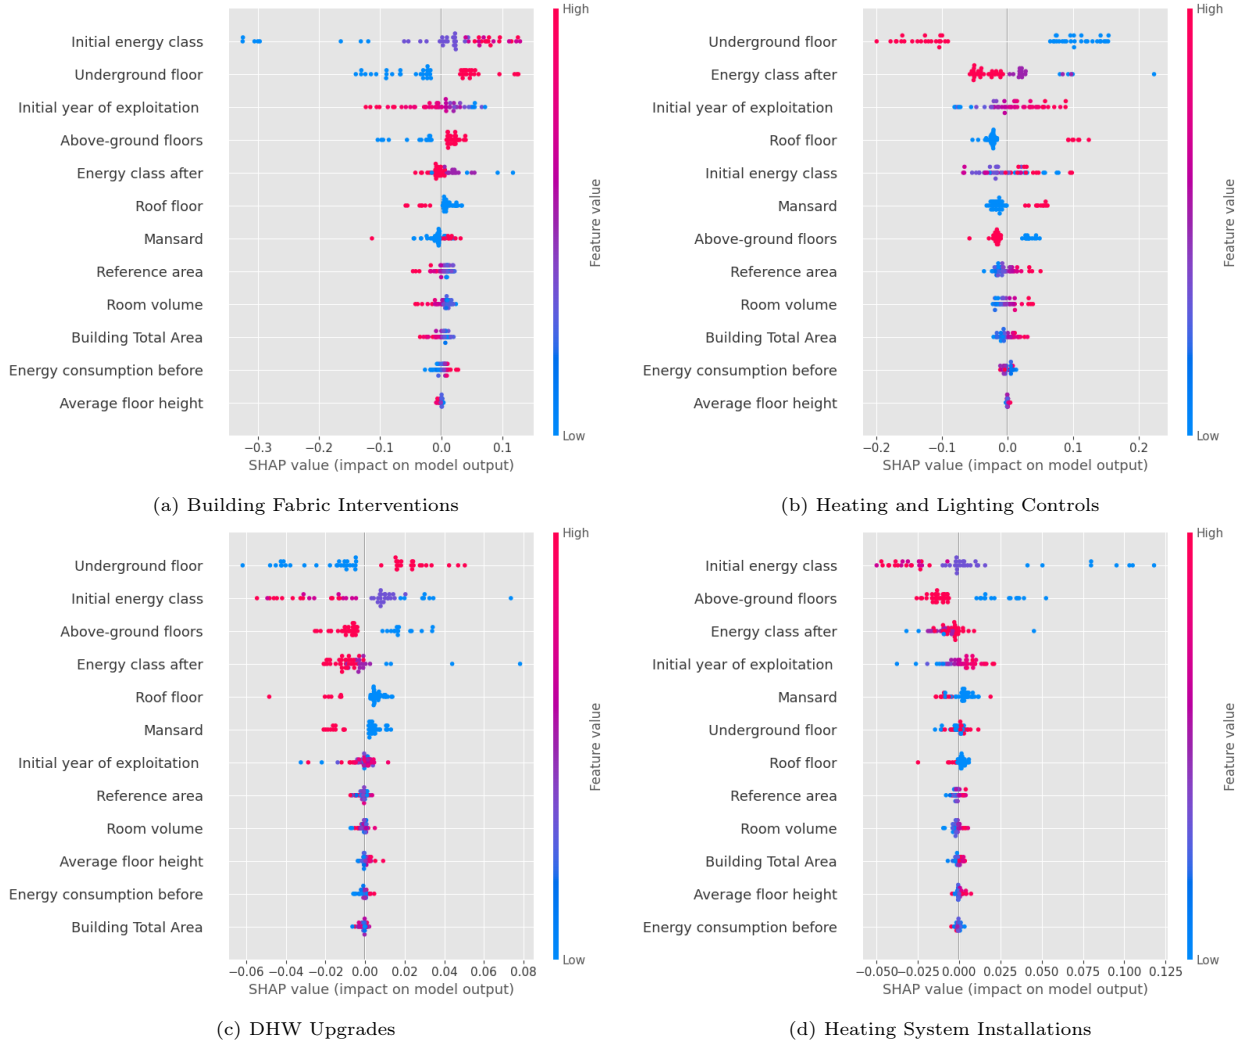 High
Initial energy class
Underground floor
Initial year of exploitation
Above-ground floors
Energy class after
Roof floor
Mansard
Reference area
Room volume
Building Total Area
Energy consumption before
Average floor height
Feature value
Low
−0.3 −0.2 −0.1 0.0 0.1
SHAP value (impact on model output)
(a) Building Fabric Interventions
High
Underground floor
Energy class after
Initial year of exploitation
Roof floor
Initial energy class
Mansard
Above-ground floors
Reference area
Room volume
Building Total Area
Energy consumption before
Average floor height
Feature value
Low
−0.2 −0.1 0.0 0.1 0.2
SHAP value (impact on model output)
(b) Heating and Lighting Controls
High
Underground floor
Initial energy class
Above-ground floors
Energy class after
Roof floor
Mansard
Initial year of exploitation
Reference area
Room volume
Average floor height
Energy consumption before
Building Total Area
Feature value
Low
−0.06 −0.04 −0.02 0.00 0.02 0.04 0.06 0.08
SHAP value (impact on model output)
(c) DHW Upgrades
High
Initial energy class
Above-ground floors
Energy class after
Initial year of exploitation
Mansard
Underground floor
Roof floor
Reference area
Room volume
Building Total Area
Average floor height
Energy consumption before
Feature value
Low
−0.050 −0.025 0.000 0.025 0.050 0.075 0.100 0.125
SHAP value (impact on model output)
(d) Heating System Installations